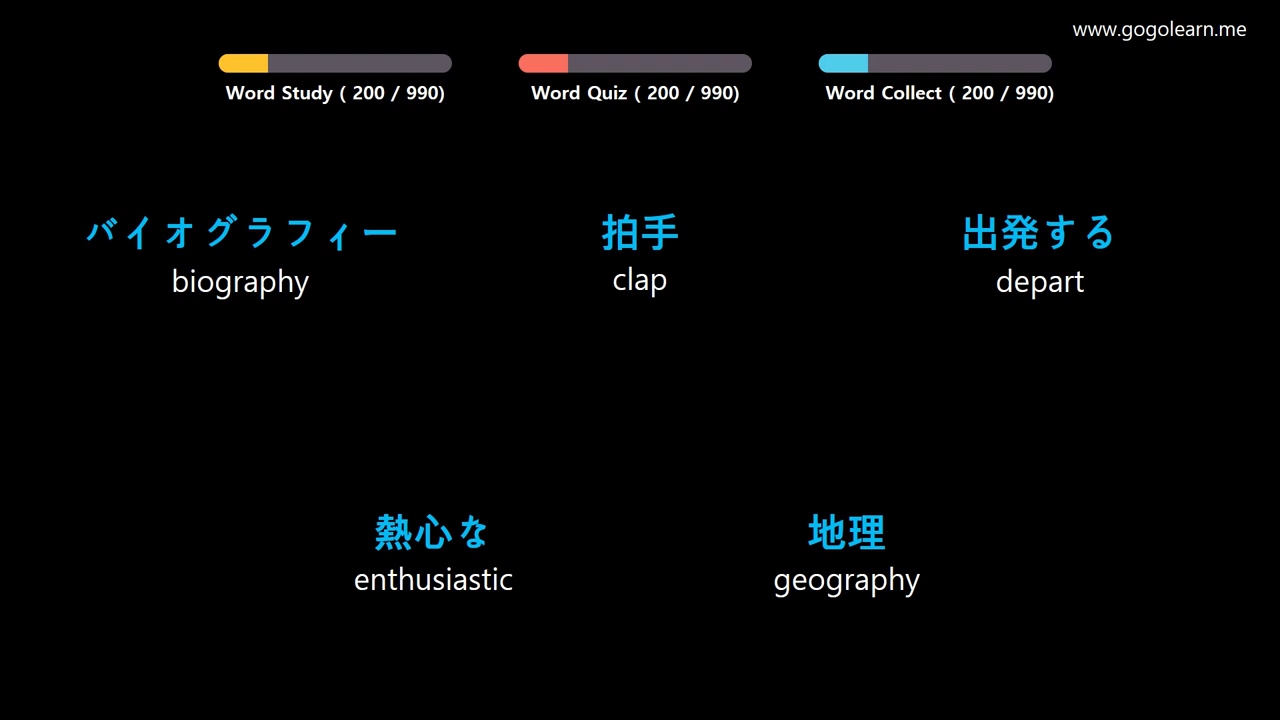 www.gogolearn.me
Word Study ( 200 / 990)
Word Quiz ( 200 / 990)
Word Collect ( 200 / 990)
バイオグラフィー
biography
拍手
clap
出発する
depart
熱心な
enthusiastic
地理
geography